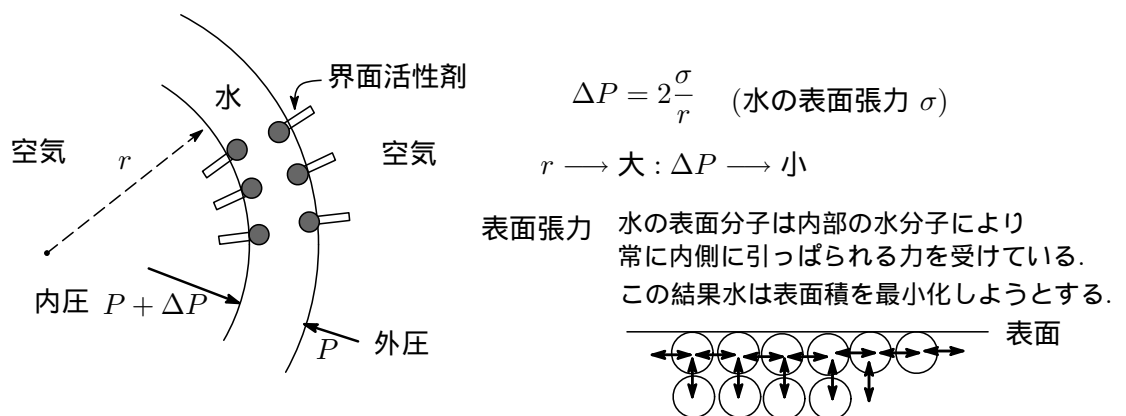 水
界面活性剤
空気
r
空気
内圧 P + ΔP
P
外圧
ΔP = 2σ/r (水の表面張力 σ)
r ⟶ 大 : ΔP ⟶ 小
表面張力 水の表面分子は内部の水分子により
常に内側に引っぱられる力を受けている.
この結果水は表面積を最小化しようとする.
表面